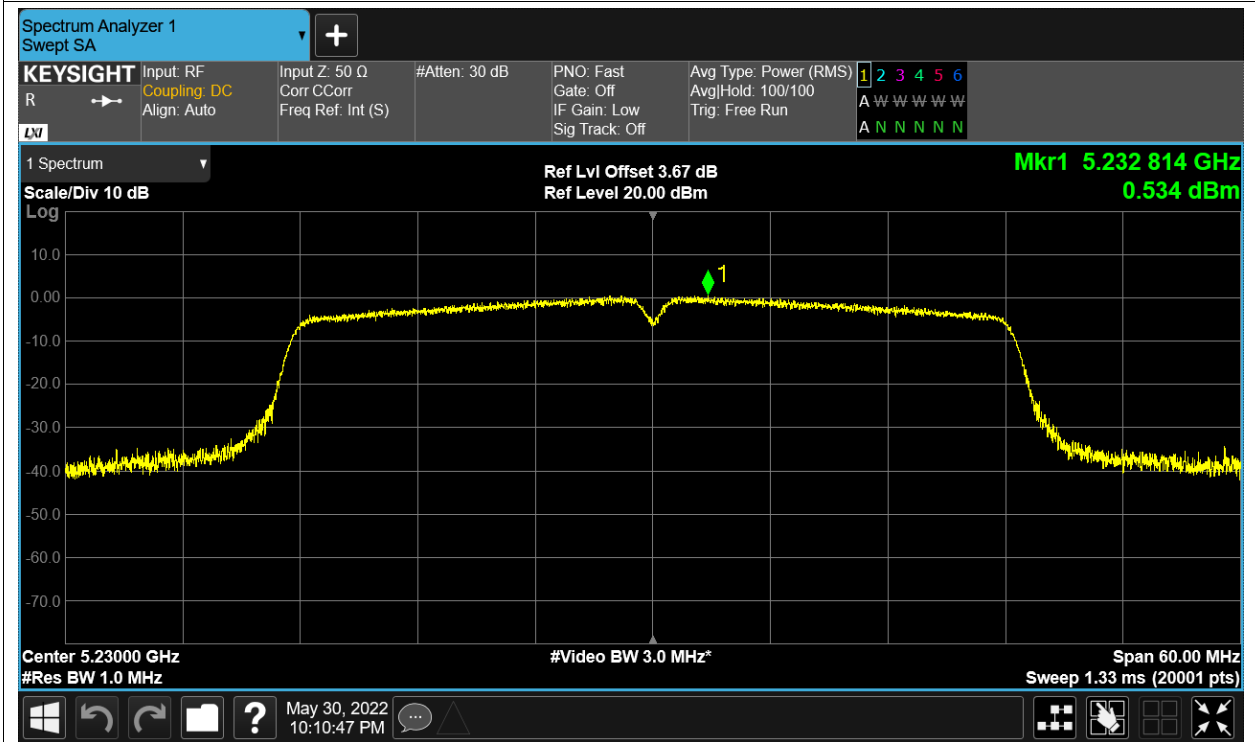 Spectrum Analyzer 1
Swept SA
KEYSIGHT
R
LXI
Input: RF
Coupling: DC
Align: Auto
Input Z: 50 Ω
Corr CCorr
Freq Ref: Int (S)
#Atten: 30 dB
PNO: Fast
Gate: Off
IF Gain: Low
Sig Track: Off
Avg Type: Power (RMS)
Avg|Hold: 100/100
Trig: Free Run
1 2 3 4 5 6
A W W W W W
A N N N N N
1 Spectrum
Scale/Div 10 dB
Log
Ref Lvl Offset 3.67 dB
Ref Level 20.00 dBm
Mkr1 5.232 814 GHz
0.534 dBm
10.0
0.00
-10.0
-20.0
-30.0
-40.0
-50.0
-60.0
-70.0
1
Center 5.23000 GHz
#Res BW 1.0 MHz
#Video BW 3.0 MHz*
Span 60.00 MHz
Sweep 1.33 ms (20001 pts)
?
May 30, 2022
10:10:47 PM